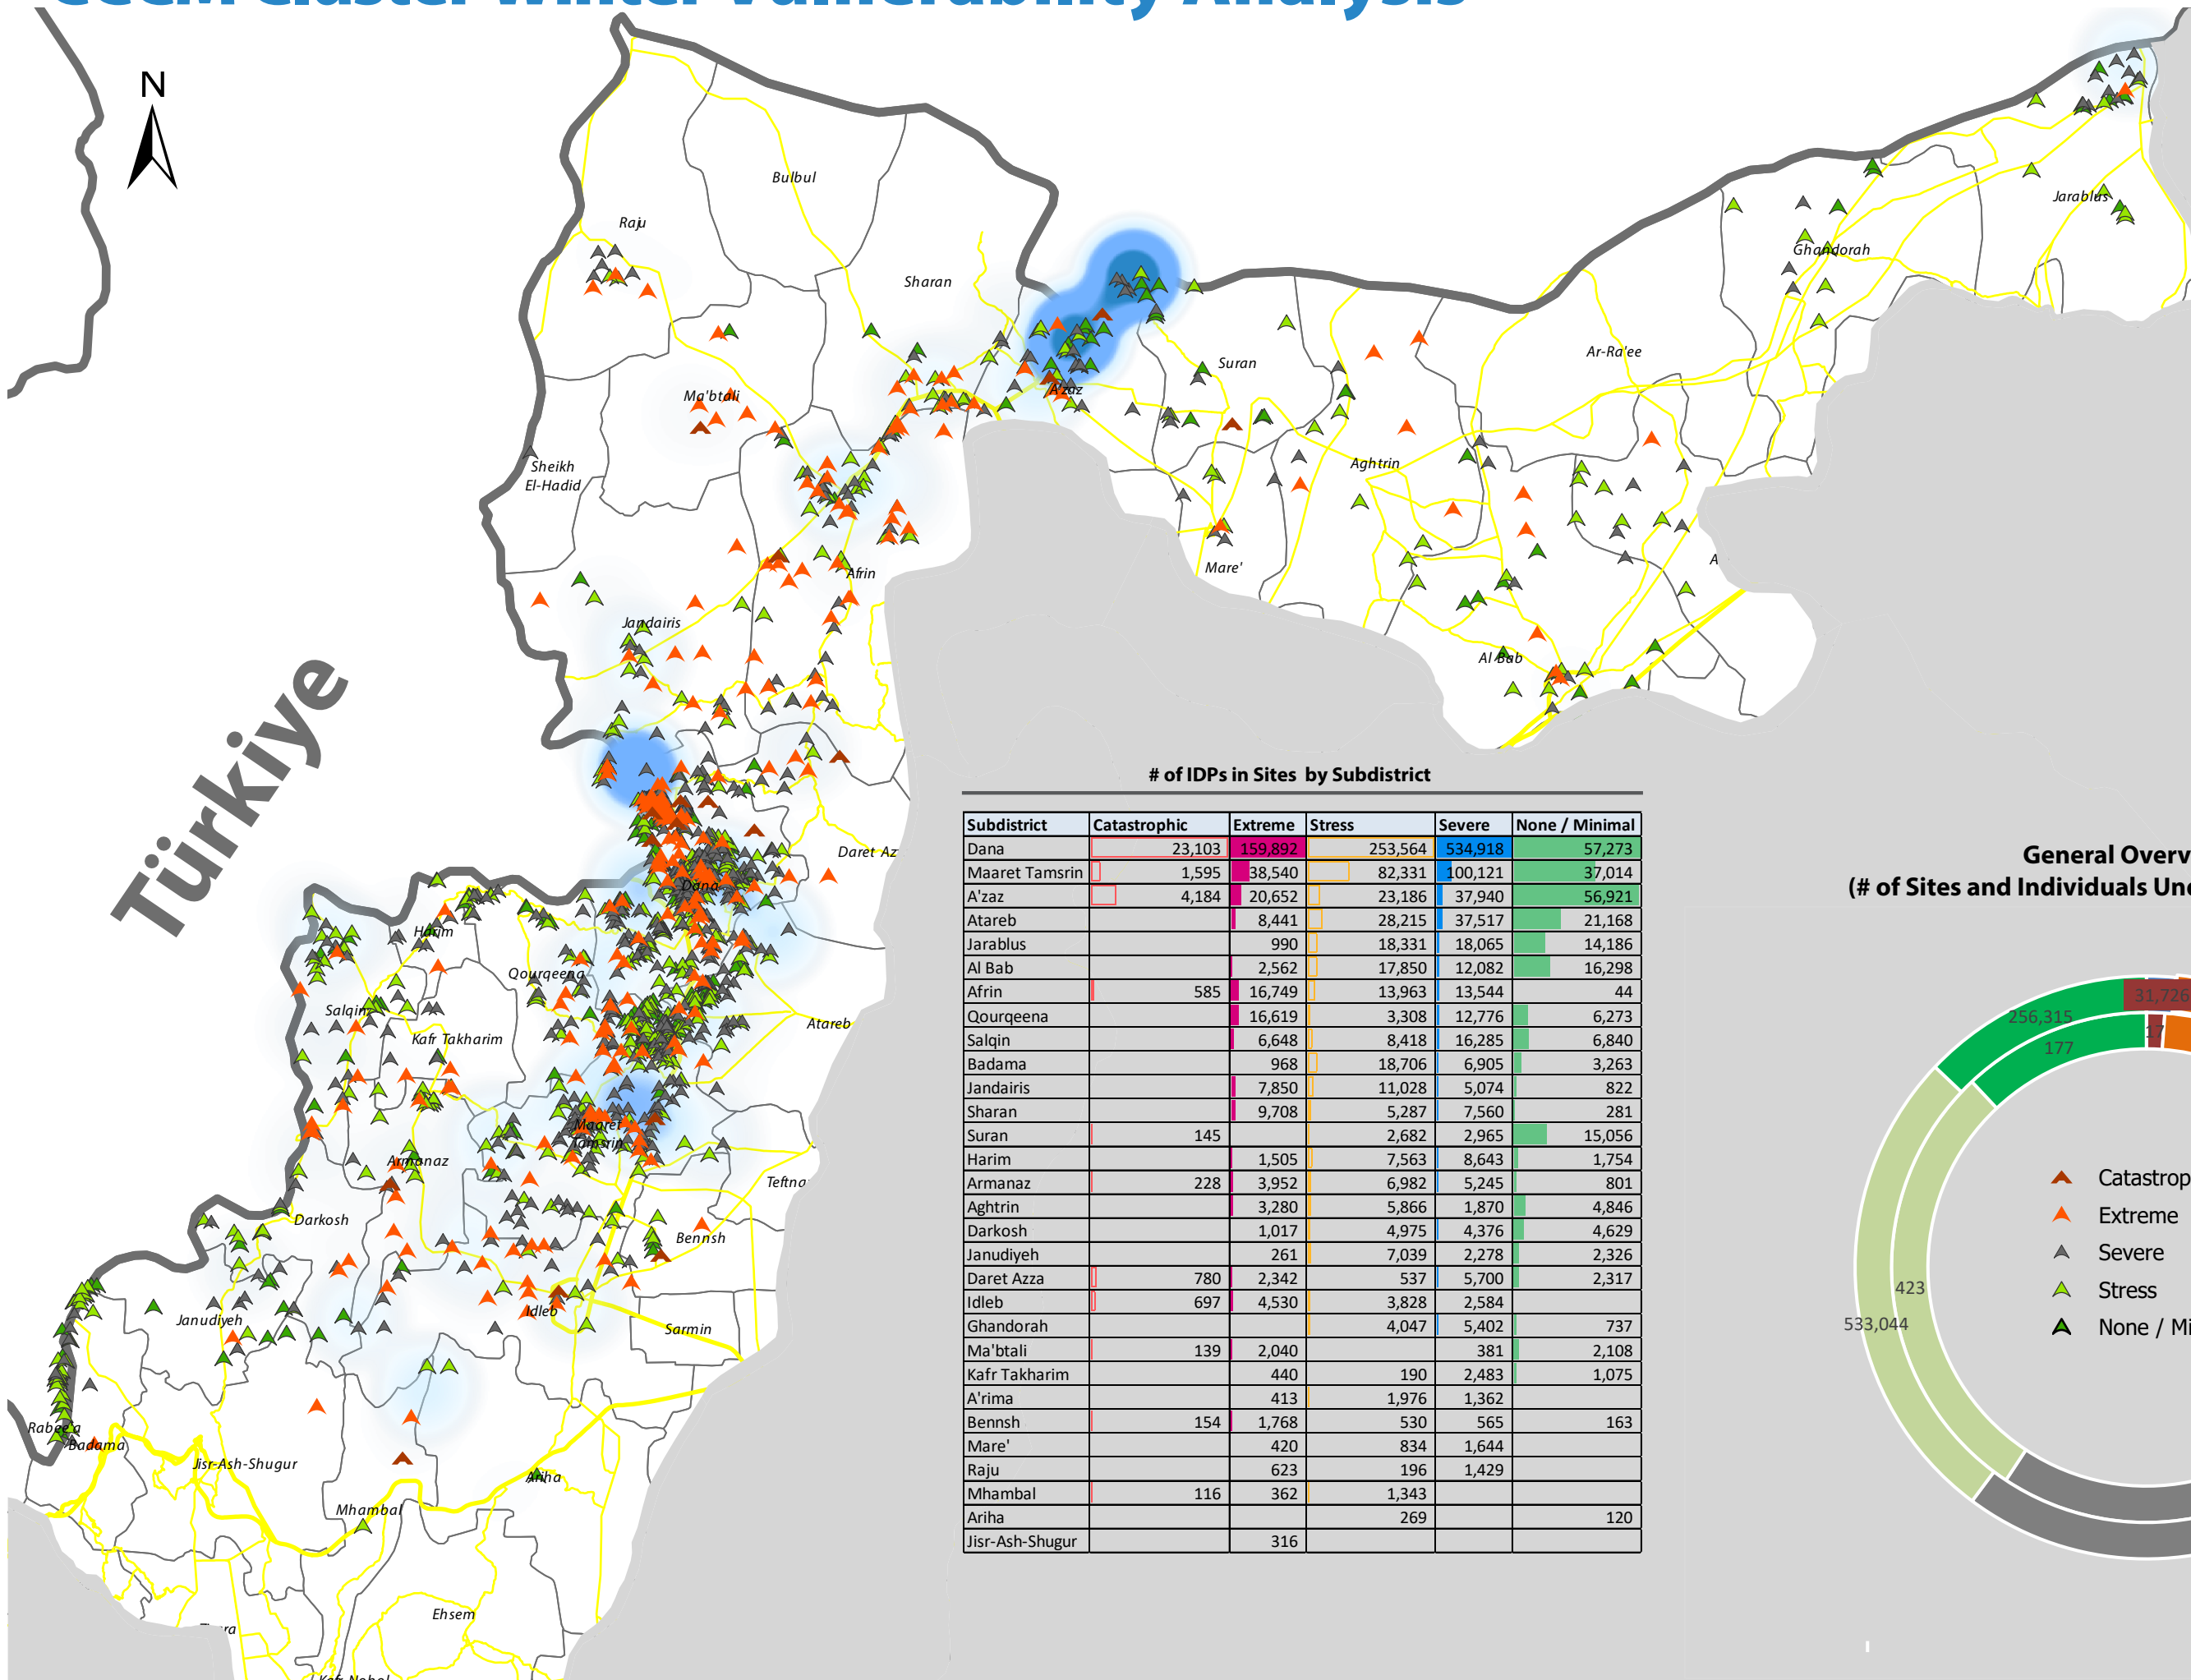 CCCM Cluster Winter Vulnerability Analysis
N
Bulbul
Raju
Sharan
Jarablus
Ghandorah
Suran
Ar-Ra'ee
Ma'btali
A'zaz
Sheikh
El-Hadid
Aghtrin
Mare'
A
Afrin
Jandairis
Al Bab
Türkiye
Daret Az
Dana
Harim
Qourqeena
Salqin
Atareb
Kafr Takharim
Maaret
Tamsrin
Armanaz
Teftna
Darkosh
Bennsh
Idleb
Janudiyeh
Sarmin
Rabee'a
Badama
Jisr-Ash-Shugur
Ariha
Mhambal
Ehsem
# of IDPs in Sites by Subdistrict
Subdistrict Catastrophic Extreme Stress Severe None / Minimal
Dana 23,103 159,892 253,564 534,918 57,273
Maaret Tamsrin 1,595 38,540 82,331 100,121 37,014
A'zaz 4,184 20,652 23,186 37,940 56,921
Atareb 8,441 28,215 37,517 21,168
Jarablus 990 18,331 18,065 14,186
Al Bab 2,562 17,850 12,082 16,298
Afrin 585 16,749 13,963 13,544 44
Qourqeena 16,619 3,308 12,776 6,273
Salqin 6,648 8,418 16,285 6,840
Badama 968 18,706 6,905 3,263
Jandairis 7,850 11,028 5,074 822
Sharan 9,708 5,287 7,560 281
Suran 145 2,682 2,965 15,056
Harim 1,505 7,563 8,643 1,754
Armanaz 228 3,952 6,982 5,245 801
Aghtrin 3,280 5,866 1,870 4,846
Darkosh 1,017 4,975 4,376 4,629
Janudiyeh 261 7,039 2,278 2,326
Daret Azza 780 2,342 537 5,700 2,317
Idleb 697 4,530 3,828 2,584
Ghandorah 4,047 5,402 737
Ma'btali 139 2,040 381 2,108
Kafr Takharim 440 190 2,483 1,075
A'rima 413 1,976 1,362
Bennsh 154 1,768 530 565 163
Mare' 420 834 1,644
Raju 623 196 1,429
Mhambal 116 362 1,343
Ariha 269 120
Jisr-Ash-Shugur 316
General Overv
(# of Sites and Individuals Und
31,726
256,315
17
177
423
533,044
Catastrop
Extreme
Severe
Stress
None / Mi